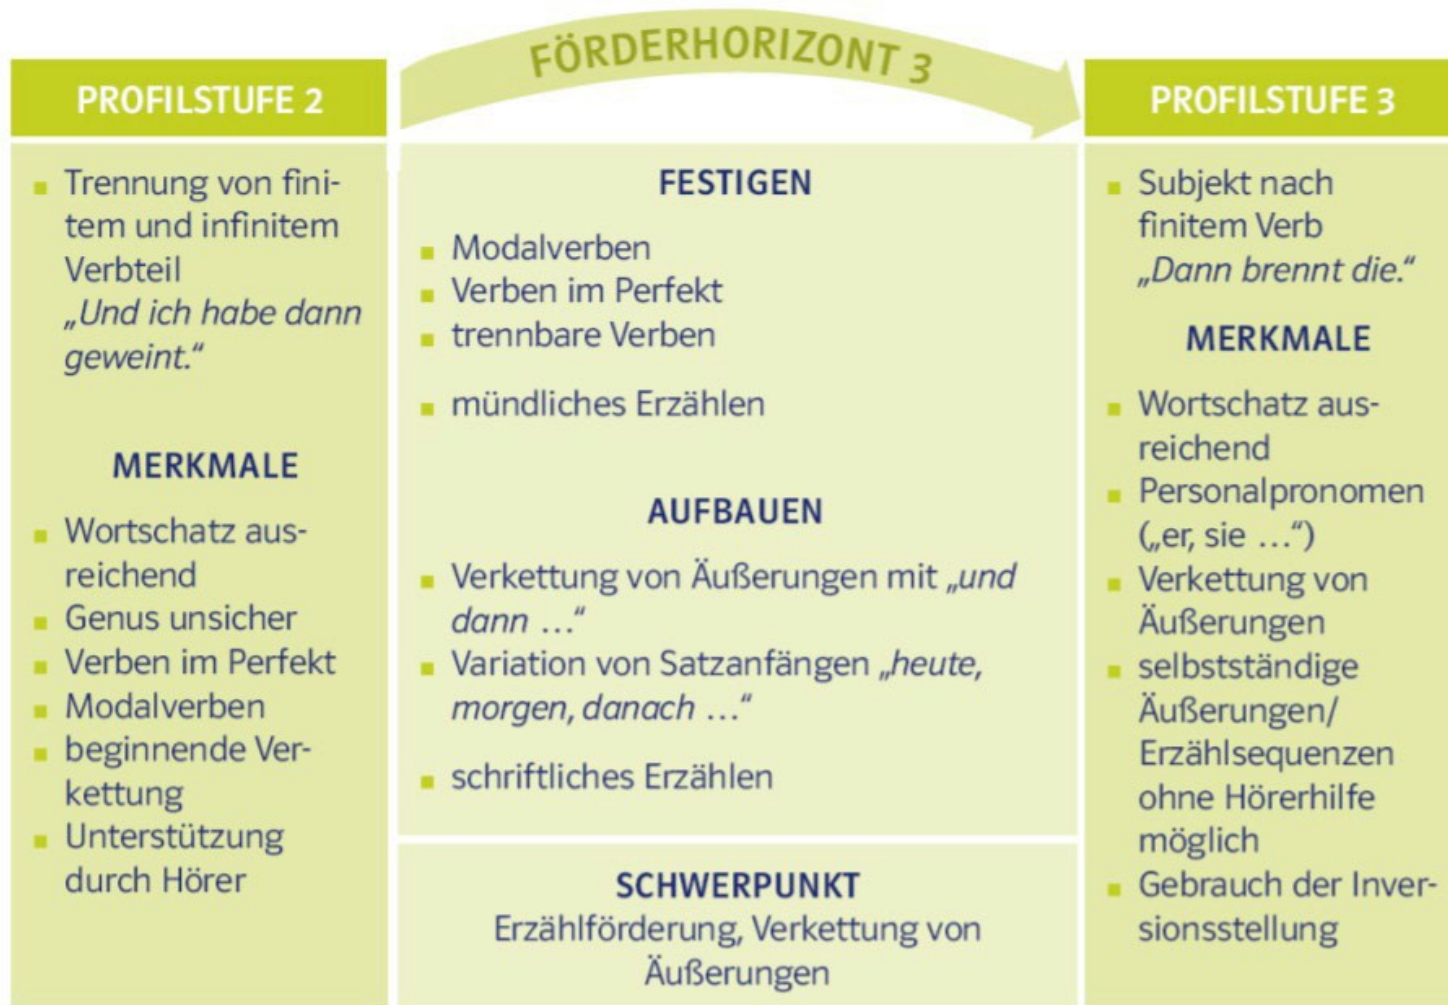 FÖRDERHORIZONT 3
PROFILSTUFE 2
▪ Trennung von fini-
tem und infinitem
Verbteil
„Und ich habe dann
geweint.“
MERKMALE
▪ Wortschatz aus-
reichend
▪ Genus unsicher
▪ Verben im Perfekt
▪ Modalverben
▪ beginnende Ver-
kettung
▪ Unterstützung
durch Hörer
FESTIGEN
▪ Modalverben
▪ Verben im Perfekt
▪ trennbare Verben
▪ mündliches Erzählen
AUFBAUEN
▪ Verkettung von Äußerungen mit „und
dann …“
▪ Variation von Satzanfängen „heute,
morgen, danach …“
▪ schriftliches Erzählen
SCHWERPUNKT
Erzählförderung, Verkettung von
Äußerungen
PROFILSTUFE 3
▪ Subjekt nach
finitem Verb
„Dann brennt die.“
MERKMALE
▪ Wortschatz aus-
reichend
▪ Personalpronomen
(„er, sie …“)
▪ Verkettung von
Äußerungen
▪ selbstständige
Äußerungen/
Erzählsequenzen
ohne Hörerhilfe
möglich
▪ Gebrauch der Inver-
sionsstellung